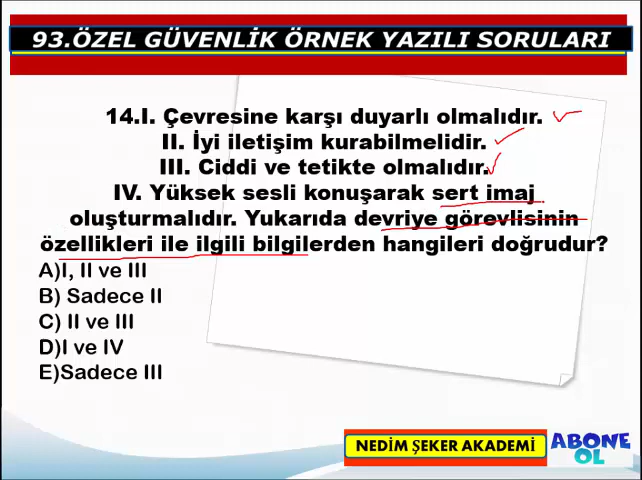 93.ÖZEL GÜVENLİK ÖRNEK YAZILI SORULARI
14.I. Çevresine karşı duyarlı olmalıdır.
II. İyi iletişim kurabilmelidir.
III. Ciddi ve tetikte olmalıdır.
IV. Yüksek sesli konuşarak sert imaj
oluşturmalıdır. Yukarıda devriye görevlisinin
özellikleri ile ilgili bilgilerden hangileri doğrudur?
A)I, II ve III
B) Sadece II
C) II ve III
D)I ve IV
E)Sadece III
NEDİM ŞEKER AKADEMİ
ABONE
OL